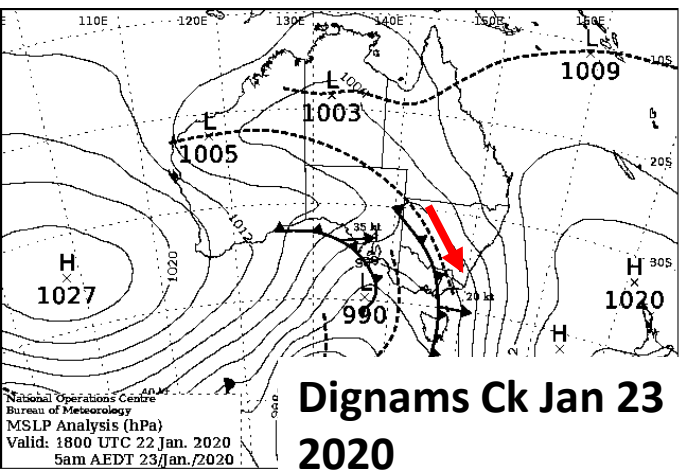 110E 120E 130E 140E 150E 160E
L
1009
10S
1004
L
1003
L
1005
20S
1012
35 kt
1020
H
1027
30S
H
1020
L
990
20 kt
H
National Operations Centre
Bureau of Meteorology
MSLP Analysis (hPa)
Valid: 1800 UTC 22 Jan. 2020
5am AEDT 23/Jan./2020
Dignams Ck Jan 23
2020